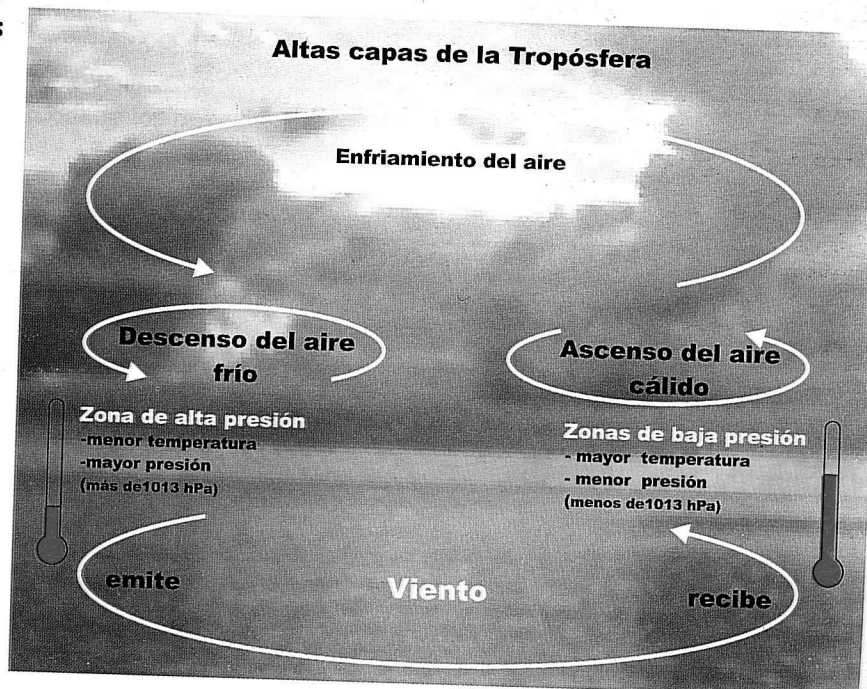 Altas capas de la Tropósfera
Enfriamiento del aire
Descenso del aire
frío
Ascenso del aire
cálido
Zona de alta presión
-menor temperatura
-mayor presión
(más de1013 hPa)
Zonas de baja presión
- mayor temperatura
- menor presión
(menos de1013 hPa)
emite
Viento
recibe